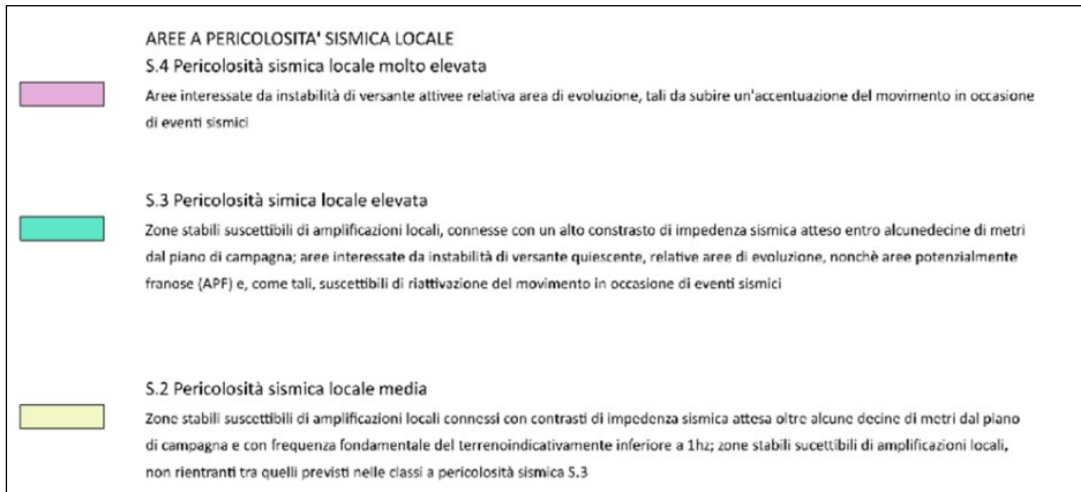 AREE A PERICOLOSITA' SISMICA LOCALE
S.4 Pericolosità sismica locale molto elevata
Aree interessate da instabilità di versante attivee relativa area di evoluzione, tali da subire un'accentuazione del movimento in occasione
di eventi sismici
S.3 Pericolosità simica locale elevata
Zone stabili suscettibili di amplificazioni locali, connesse con un alto constrasto di impedenza sismica atteso entro alcunedecine di metri
dal piano di campagna; aree interessate da instabilità di versante quiescente, relative aree di evoluzione, nonchè aree potenzialmente
franose (APF) e, come tali, suscettibili di riattivazione del movimento in occasione di eventi sismici
S.2 Pericolosità sismica locale media
Zone stabili suscettibili di amplificazioni locali connessi con contrasti di impedenza sismica attesa oltre alcune decine di metri dal piano
di campagna e con frequenza fondamentale del terrenoindicativamente inferiore a 1hz; zone stabili sucettibili di amplificazioni locali,
non rientranti tra quelli previsti nelle classi a pericolosità sismica S.3